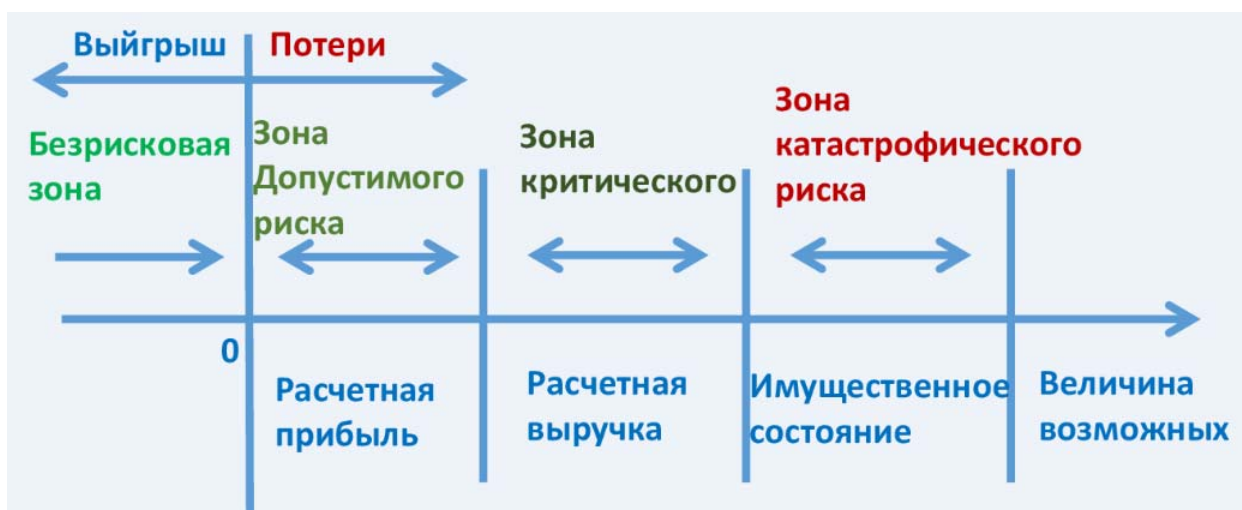 Выйгрыш
Потери
Безрисковая
зона
Зона
Допустимого
риска
Зона
критического
Зона
катастрофического
риска
0
Расчетная
прибыль
Расчетная
выручка
Имущественное
состояние
Величина
возможных